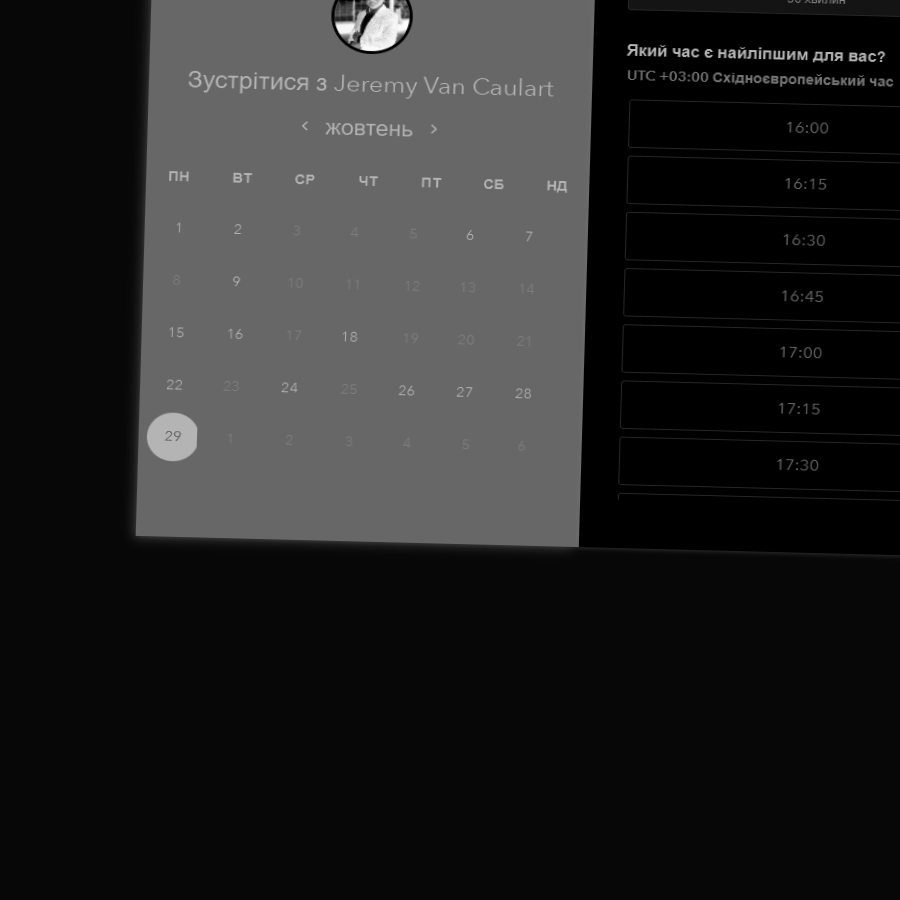 Зустрітися з Jeremy Van Caulart
‹ жовтень ›
ПН ВТ СР ЧТ ПТ СБ НД
1 2 3 4 5 6 7
8 9 10 11 12 13 14
15 16 17 18 19 20 21
22 23 24 25 26 27 28
29 1 2 3 4 5 6
хвилин
Який час є найліпшим для вас?
UTC +03:00 Східноєвропейський час
16:00
16:15
16:30
16:45
17:00
17:15
17:30